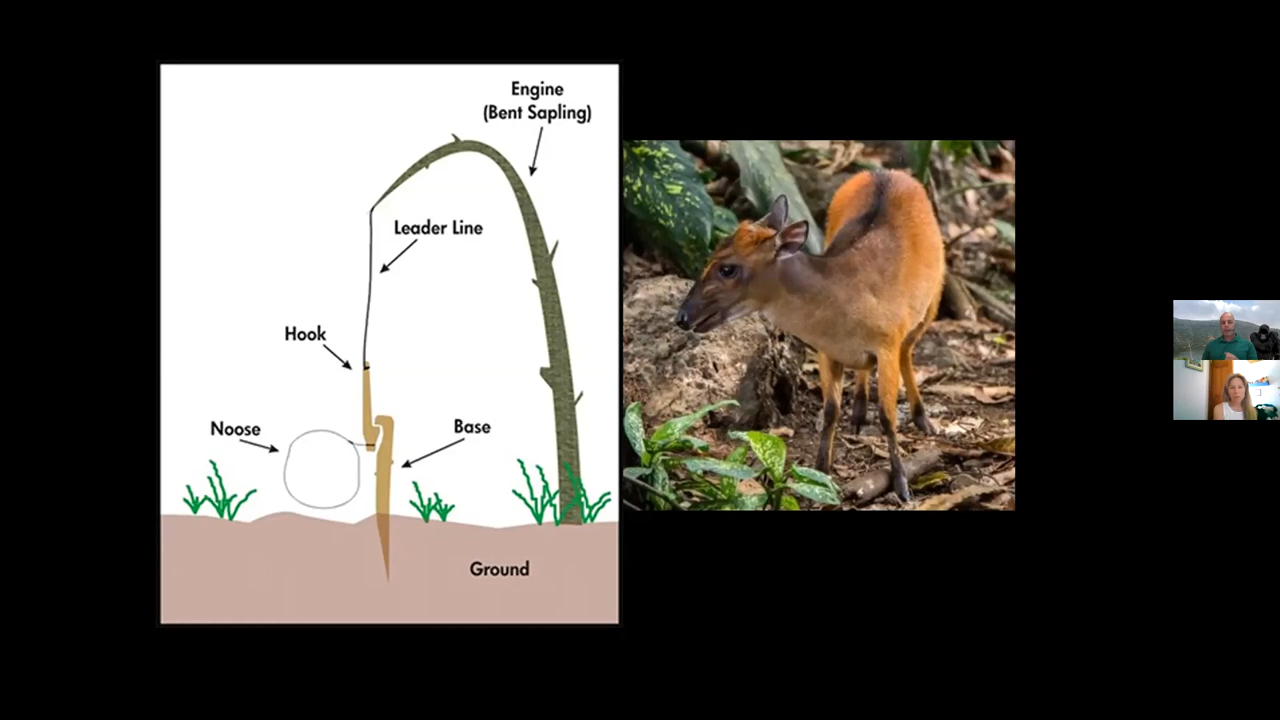 Engine
(Bent Sapling)
Leader Line
Hook
Noose
Base
Ground